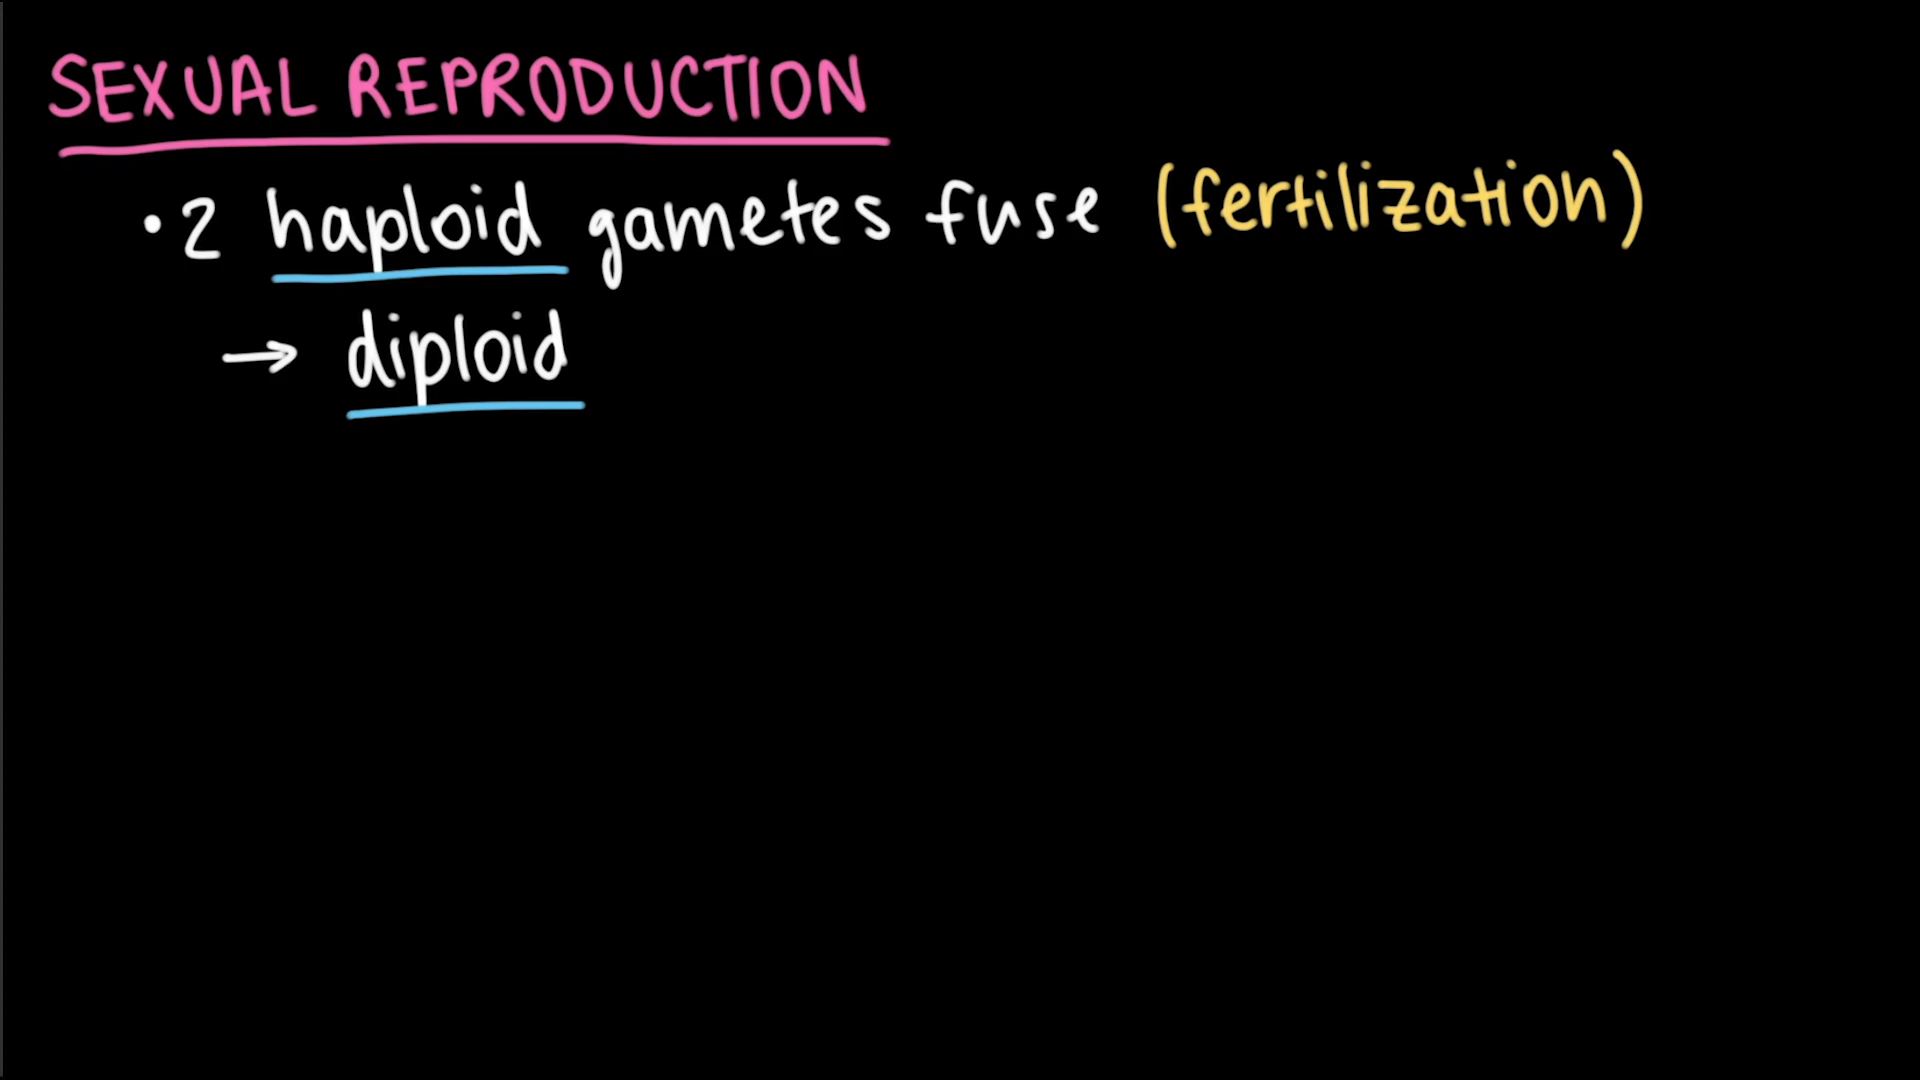 SEXUAL REPRODUCTION
• 2 haploid gametes fuse (fertilization)
→ diploid